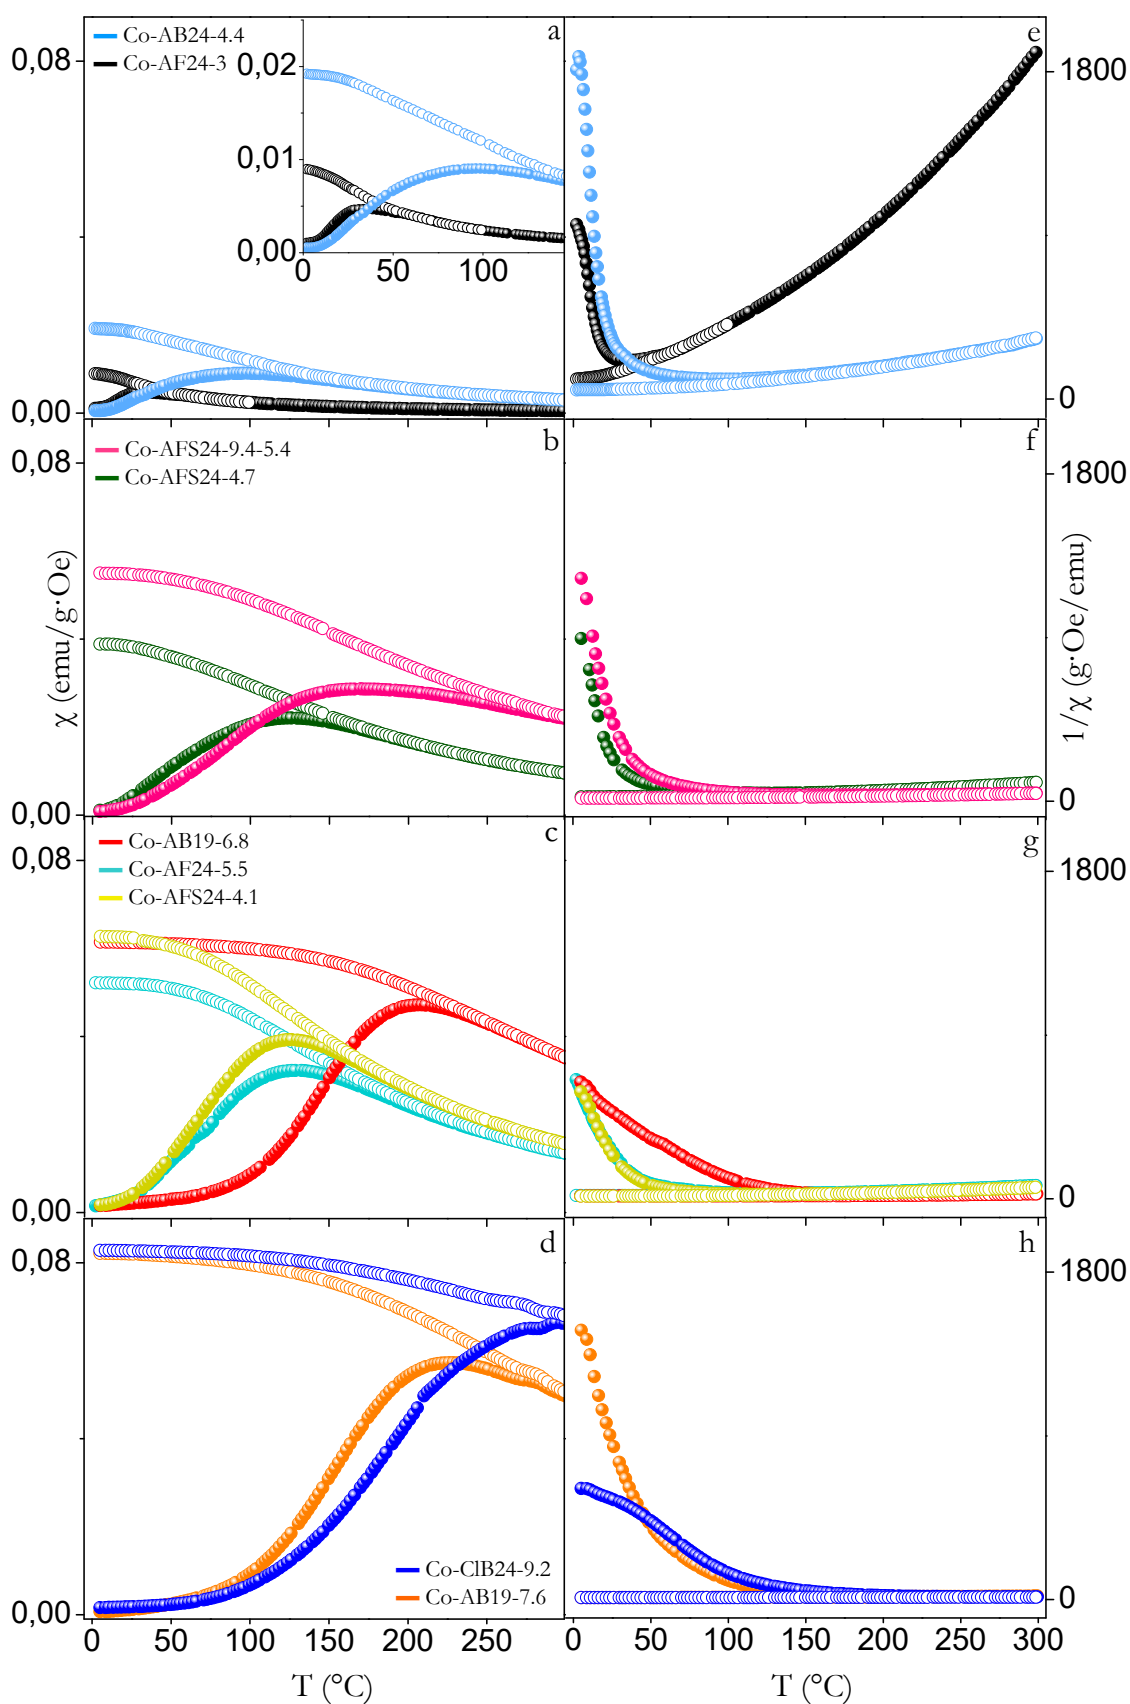 Co-AB24-4.4
Co-AF24-3
a
e
0,08
0,00
0,02
0,01
0,00
0 50 100
1800
0
Co-AFS24-9.4-5.4
Co-AFS24-4.7
b
f
0,08
0,00
1800
0
χ (emu/g·Oe)
1/χ (g·Oe/emu)
Co-AB19-6.8
Co-AF24-5.5
Co-AFS24-4.1
c
g
0,08
0,00
1800
0
d
h
0,08
0,00
1800
0
Co-ClB24-9.2
Co-AB19-7.6
0 50 100 150 200 250
0 50 100 150 200 250 300
T (°C)
T (°C)